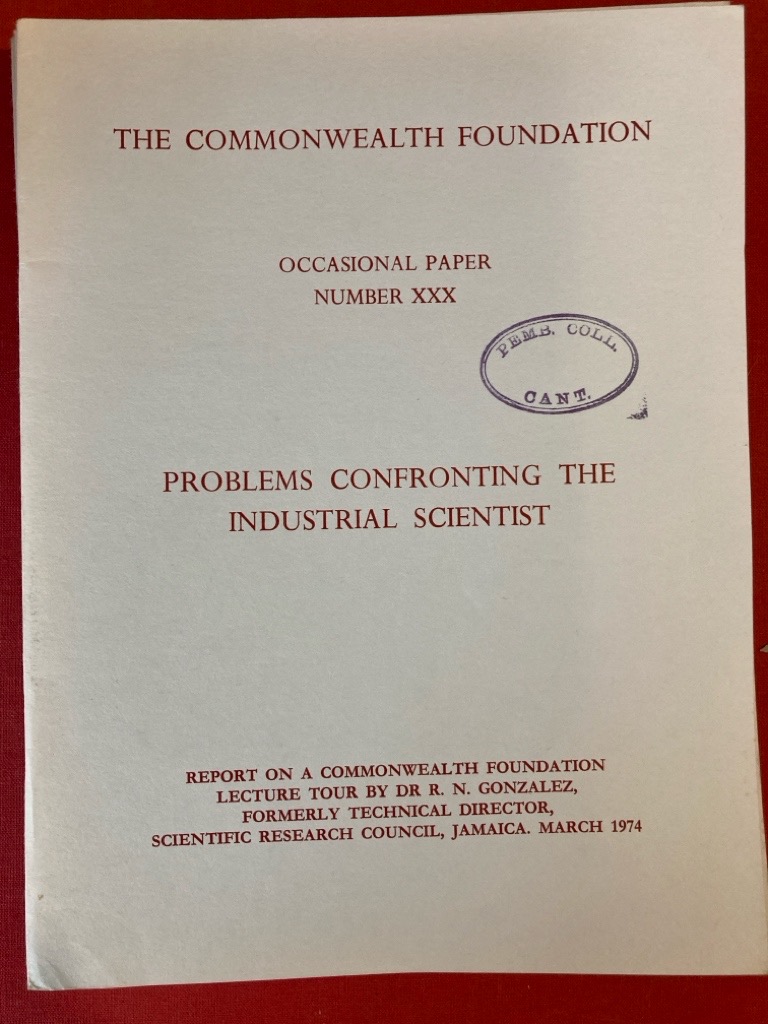 THE COMMONWEALTH FOUNDATION
OCCASIONAL PAPER
NUMBER XXX
PEMB. COLL.
CANT.
PROBLEMS CONFRONTING THE
INDUSTRIAL SCIENTIST
REPORT ON A COMMONWEALTH FOUNDATION
LECTURE TOUR BY DR R. N. GONZALEZ,
FORMERLY TECHNICAL DIRECTOR,
SCIENTIFIC RESEARCH COUNCIL, JAMAICA. MARCH 1974